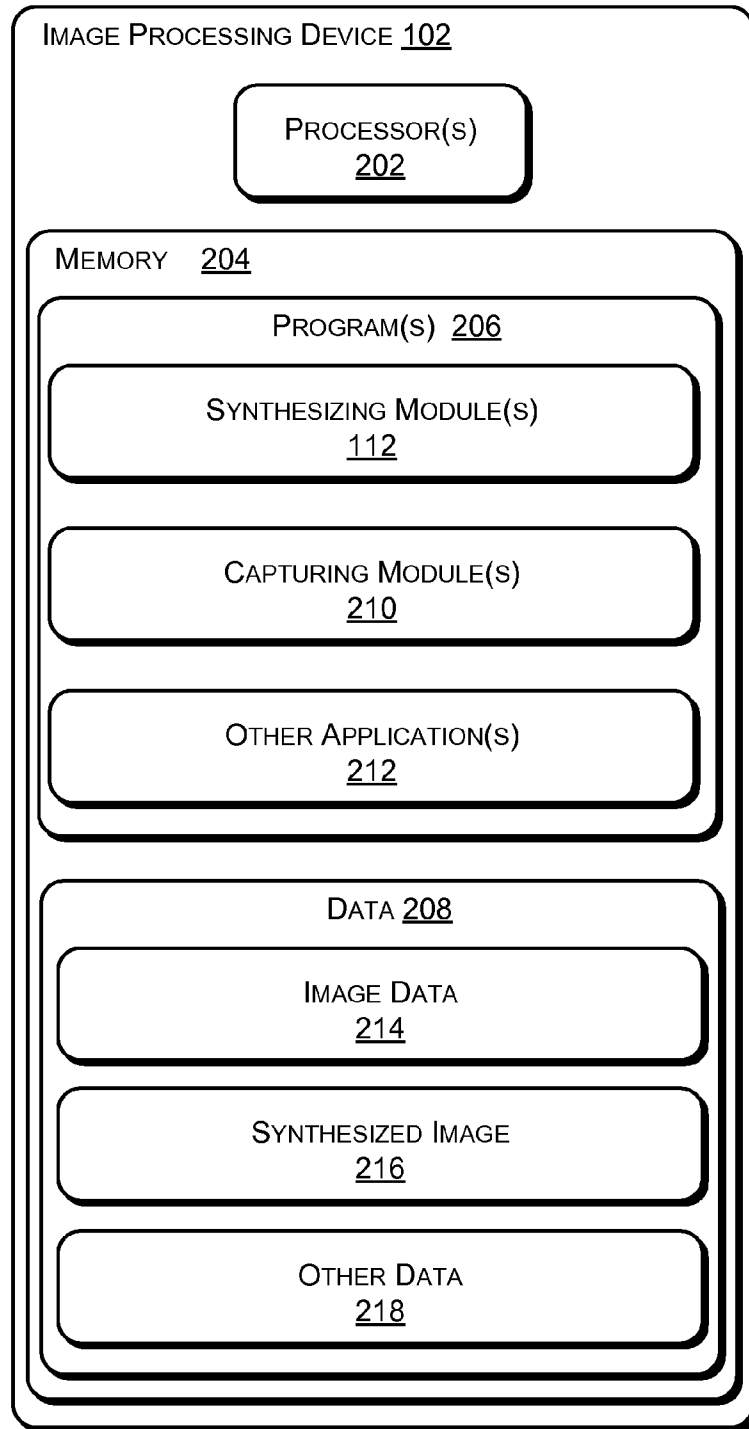 Image Processing Device 102
Processor(s)
202
Memory 204
Program(s) 206
Synthesizing Module(s)
112
Capturing Module(s)
210
Other Application(s)
212
Data 208
Image Data
214
Synthesized Image
216
Other Data
218